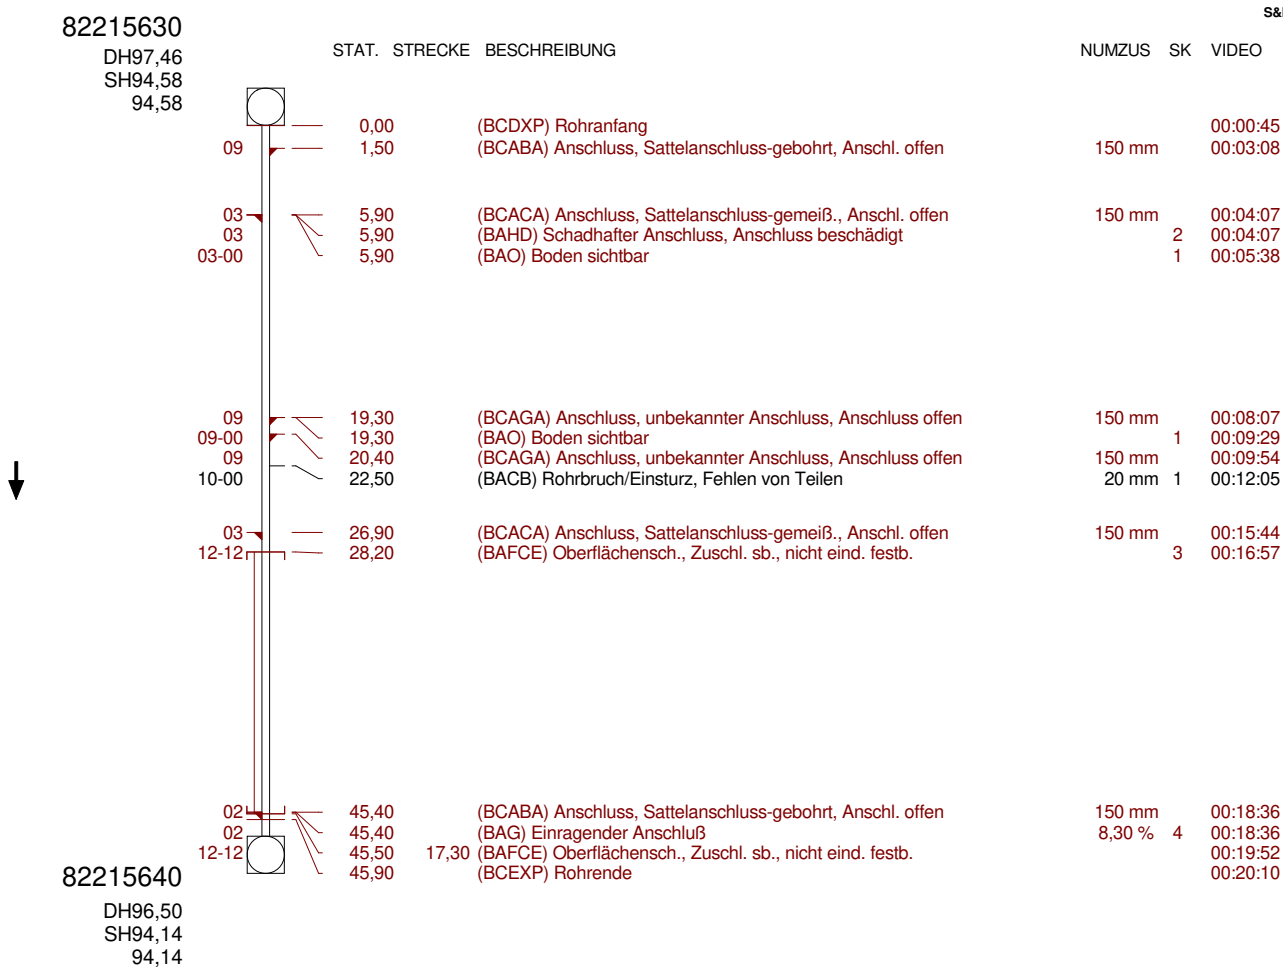 S&
82215630
DH97,46
SH94,58
94,58
STAT. STRECKE BESCHREIBUNG NUMZUS SK VIDEO
0,00 (BCDXP) Rohranfang 00:00:45
09 1,50 (BCABA) Anschluss, Sattelanschluss-gebohrt, Anschl. offen 150 mm 00:03:08
03 5,90 (BCACA) Anschluss, Sattelanschluss-gemeiß., Anschl. offen 150 mm 00:04:07
03 5,90 (BAHD) Schadhafter Anschluss, Anschluss beschädigt 2 00:04:07
03-00 5,90 (BAO) Boden sichtbar 1 00:05:38
09 19,30 (BCAGA) Anschluss, unbekannter Anschluss, Anschluss offen 150 mm 00:08:07
09-00 19,30 (BAO) Boden sichtbar 1 00:09:29
09 20,40 (BCAGA) Anschluss, unbekannter Anschluss, Anschluss offen 150 mm 00:09:54
10-00 22,50 (BACB) Rohrbruch/Einsturz, Fehlen von Teilen 20 mm 1 00:12:05
03 26,90 (BCACA) Anschluss, Sattelanschluss-gemeiß., Anschl. offen 150 mm 00:15:44
12-12 28,20 (BAFCE) Oberflächensch., Zuschl. sb., nicht eind. festb. 3 00:16:57
02 45,40 (BCABA) Anschluss, Sattelanschluss-gebohrt, Anschl. offen 150 mm 00:18:36
02 45,40 (BAG) Einragender Anschluß 8,30 % 4 00:18:36
12-12 45,50 17,30 (BAFCE) Oberflächensch., Zuschl. sb., nicht eind. festb. 00:19:52
45,90 (BCEXP) Rohrende 00:20:10
82215640
DH96,50
SH94,14
94,14